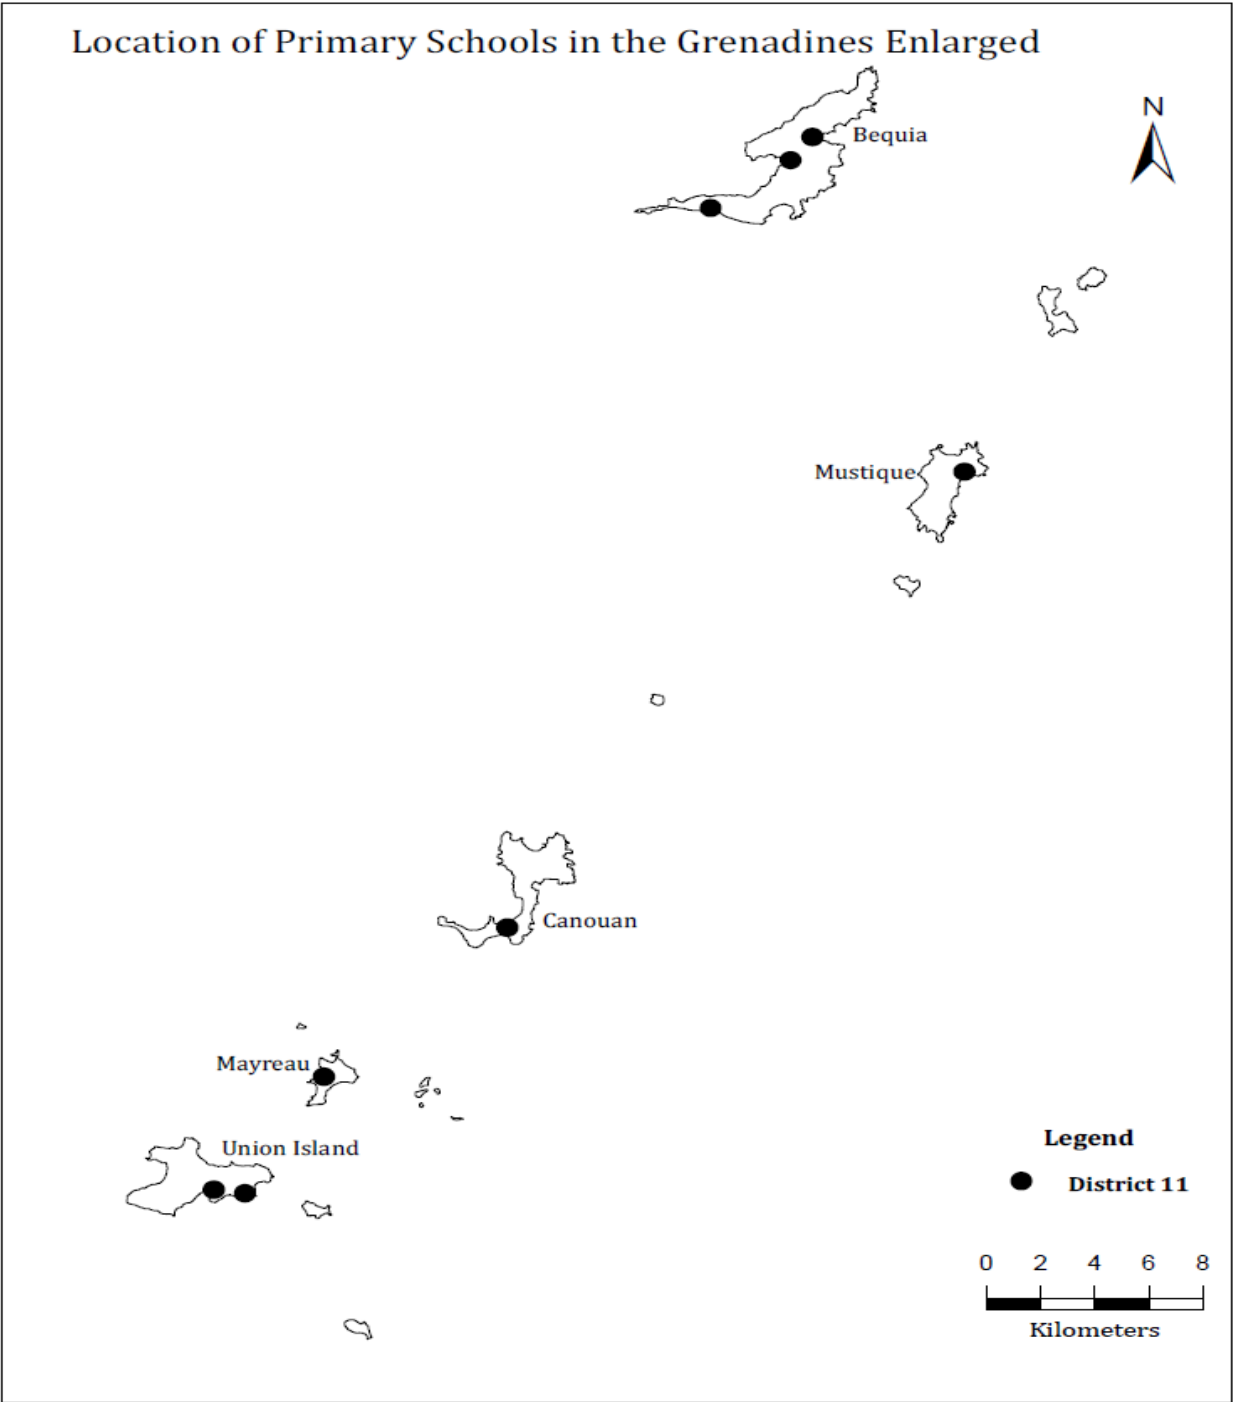 Location of Primary Schools in the Grenadines Enlarged
N
Bequia
Mustique
Canouan
Mayreau
Union Island
Legend
District 11
0 2 4 6 8
Kilometers